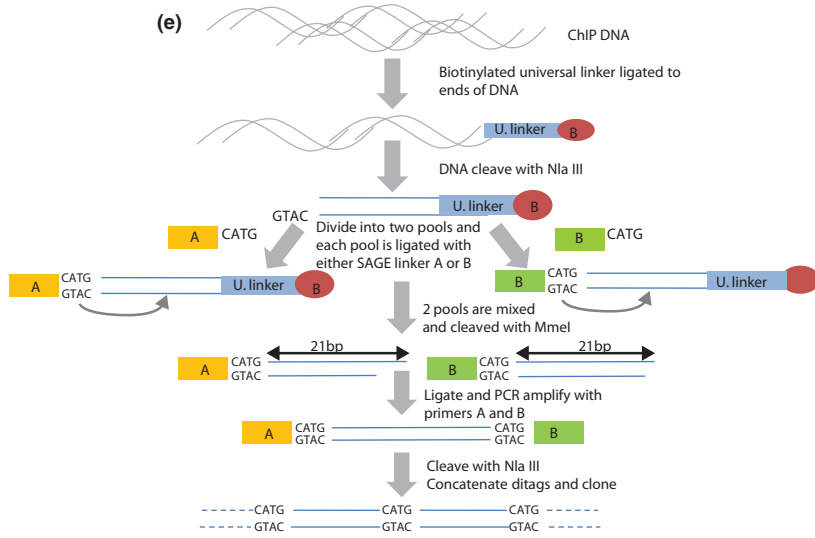 (e)
ChIP DNA
Biotinylated universal linker ligated to
ends of DNA
U. linker B
DNA cleave with Nla III
U. linker B
GTAC
A CATG
Divide into two pools and
each pool is ligated with
either SAGE linker A or B
B CATG
A CATG
GTAC
U. linker B
B CATG
GTAC
U. linker
2 pools are mixed
and cleaved with MmeI
21bp
21bp
A CATG
GTAC
B CATG
GTAC
Ligate and PCR amplify with
primers A and B
A CATG CATG B
GTAC GTAC
Cleave with Nla III
Concatenate ditags and clone
CATG CATG CATG
GTAC GTAC GTAC